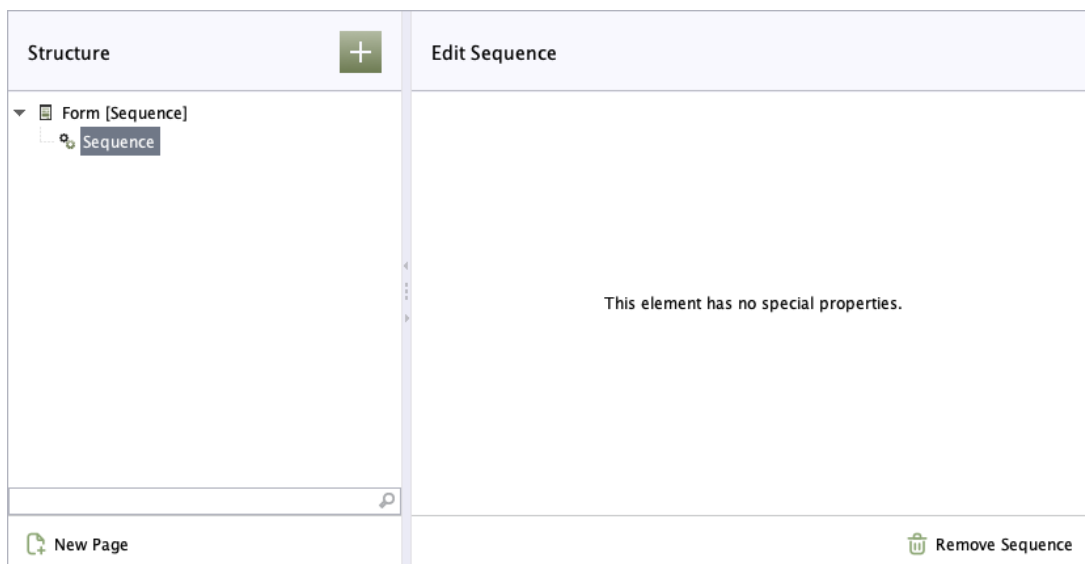 Structure
Edit Sequence
Form [Sequence]
Sequence
This element has no special properties.
New Page
Remove Sequence